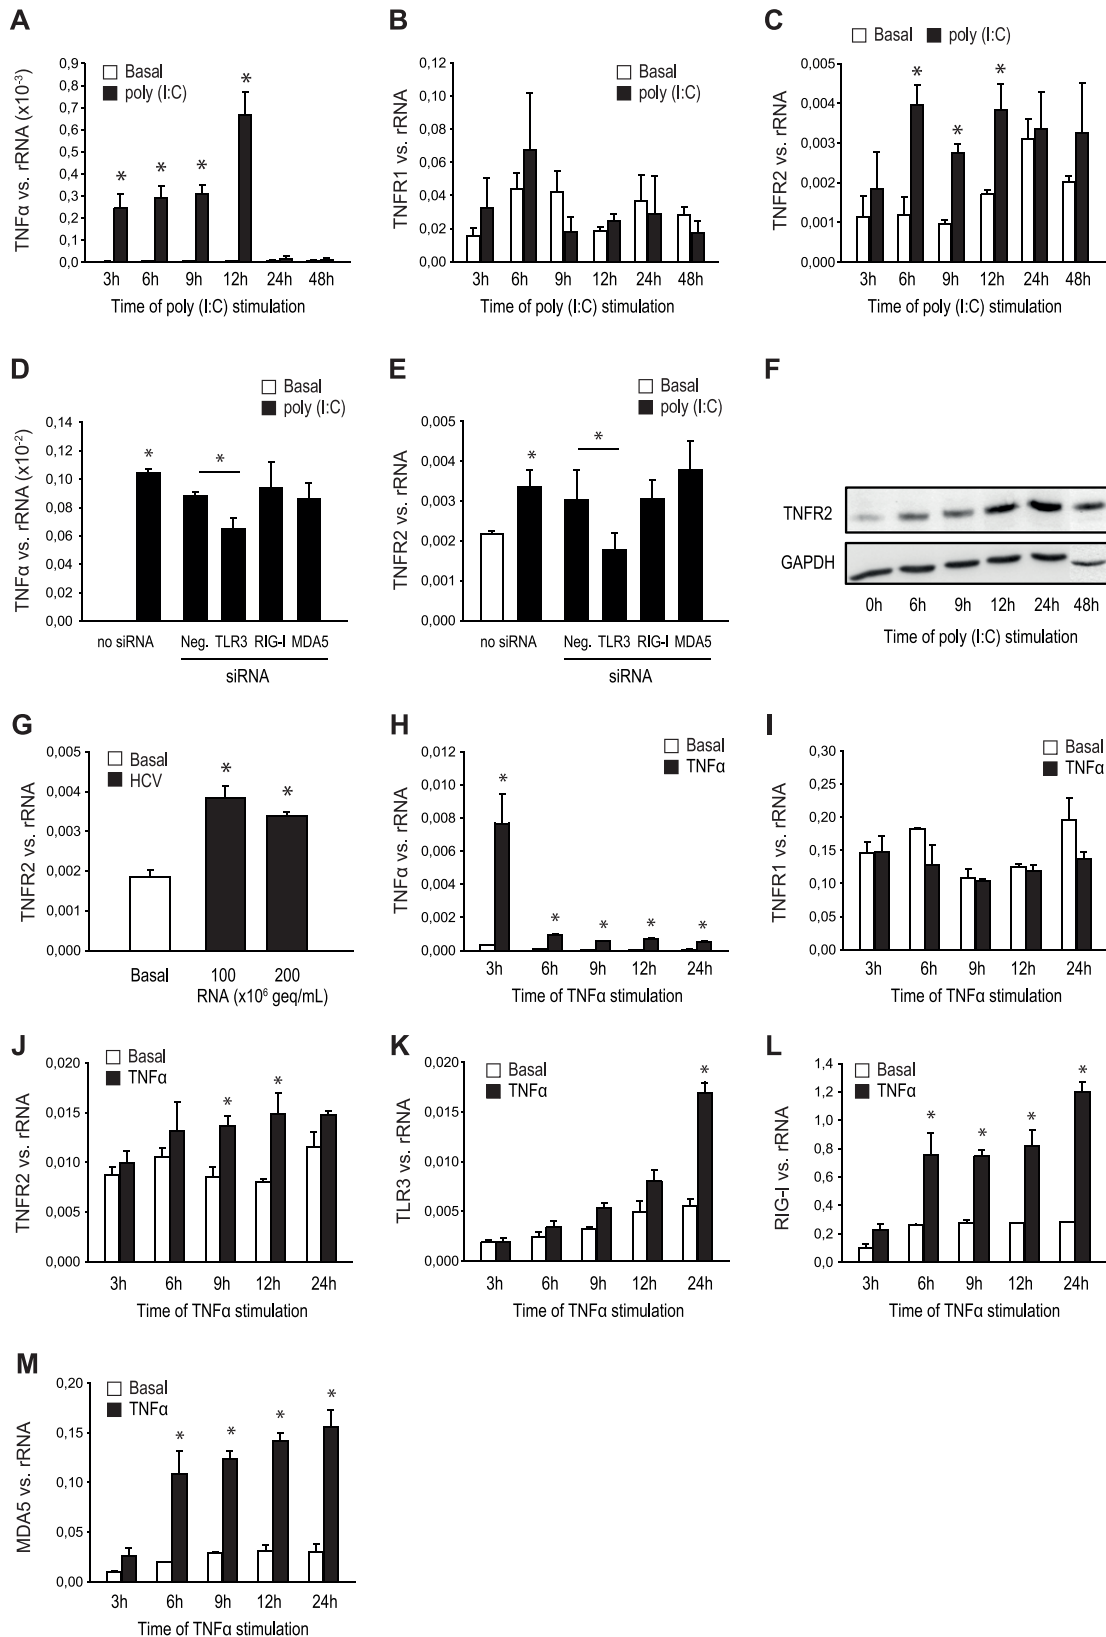 A
TNFα vs. rRNA (x10⁻³)
0,9
0,8
0,7
0,6
0,5
0,4
0,3
0,2
0,1
0,0
Basal
poly (I:C)
* * * *
3h 6h 9h 12h 24h 48h
Time of poly (I:C) stimulation
B
TNFR1 vs. rRNA
0,12
0,10
0,08
0,06
0,04
0,02
0,00
Basal
poly (I:C)
3h 6h 9h 12h 24h 48h
Time of poly (I:C) stimulation
C
Basal poly (I:C)
TNFR2 vs. rRNA
0,005
0,004
0,003
0,002
0,001
0,000
* * *
3h 6h 9h 12h 24h 48h
Time of poly (I:C) stimulation
D
TNFα vs. rRNA (x10⁻²)
0,14
0,12
0,10
0,08
0,06
0,04
0,02
0,00
Basal
poly (I:C)
* *
no siRNA Neg. TLR3 RIG-I MDA5
siRNA
E
TNFR2 vs. rRNA
0,005
0,004
0,003
0,002
0,001
0,000
Basal
poly (I:C)
* *
no siRNA Neg. TLR3 RIG-I MDA5
siRNA
F
TNFR2
GAPDH
0h 6h 9h 12h 24h 48h
Time of poly (I:C) stimulation
G
TNFR2 vs. rRNA
0,005
0,004
0,003
0,002
0,001
0,000
Basal
HCV
* *
Basal 100 200
RNA (x10⁶ geq/mL)
H
TNFα vs. rRNA
0,012
0,010
0,008
0,006
0,004
0,002
0,000
Basal
TNFα
* * * * *
3h 6h 9h 12h 24h
Time of TNFα stimulation
I
TNFR1 vs. rRNA
0,30
0,25
0,20
0,15
0,10
0,05
0,00
Basal
TNFα
3h 6h 9h 12h 24h
Time of TNFα stimulation
J
TNFR2 vs. rRNA
0,020
0,015
0,010
0,005
0,000
Basal
TNFα
* *
3h 6h 9h 12h 24h
Time of TNFα stimulation
K
TLR3 vs. rRNA
0,020
0,015
0,010
0,005
0,000
Basal
TNFα
*
3h 6h 9h 12h 24h
Time of TNFα stimulation
L
RIG-I vs. rRNA
1,4
1,2
1,0
0,8
0,6
0,4
0,2
0,0
Basal
TNFα
* * * *
3h 6h 9h 12h 24h
Time of TNFα stimulation
M
MDA5 vs. rRNA
0,20
0,15
0,10
0,05
0,00
Basal
TNFα
* * * *
3h 6h 9h 12h 24h
Time of TNFα stimulation